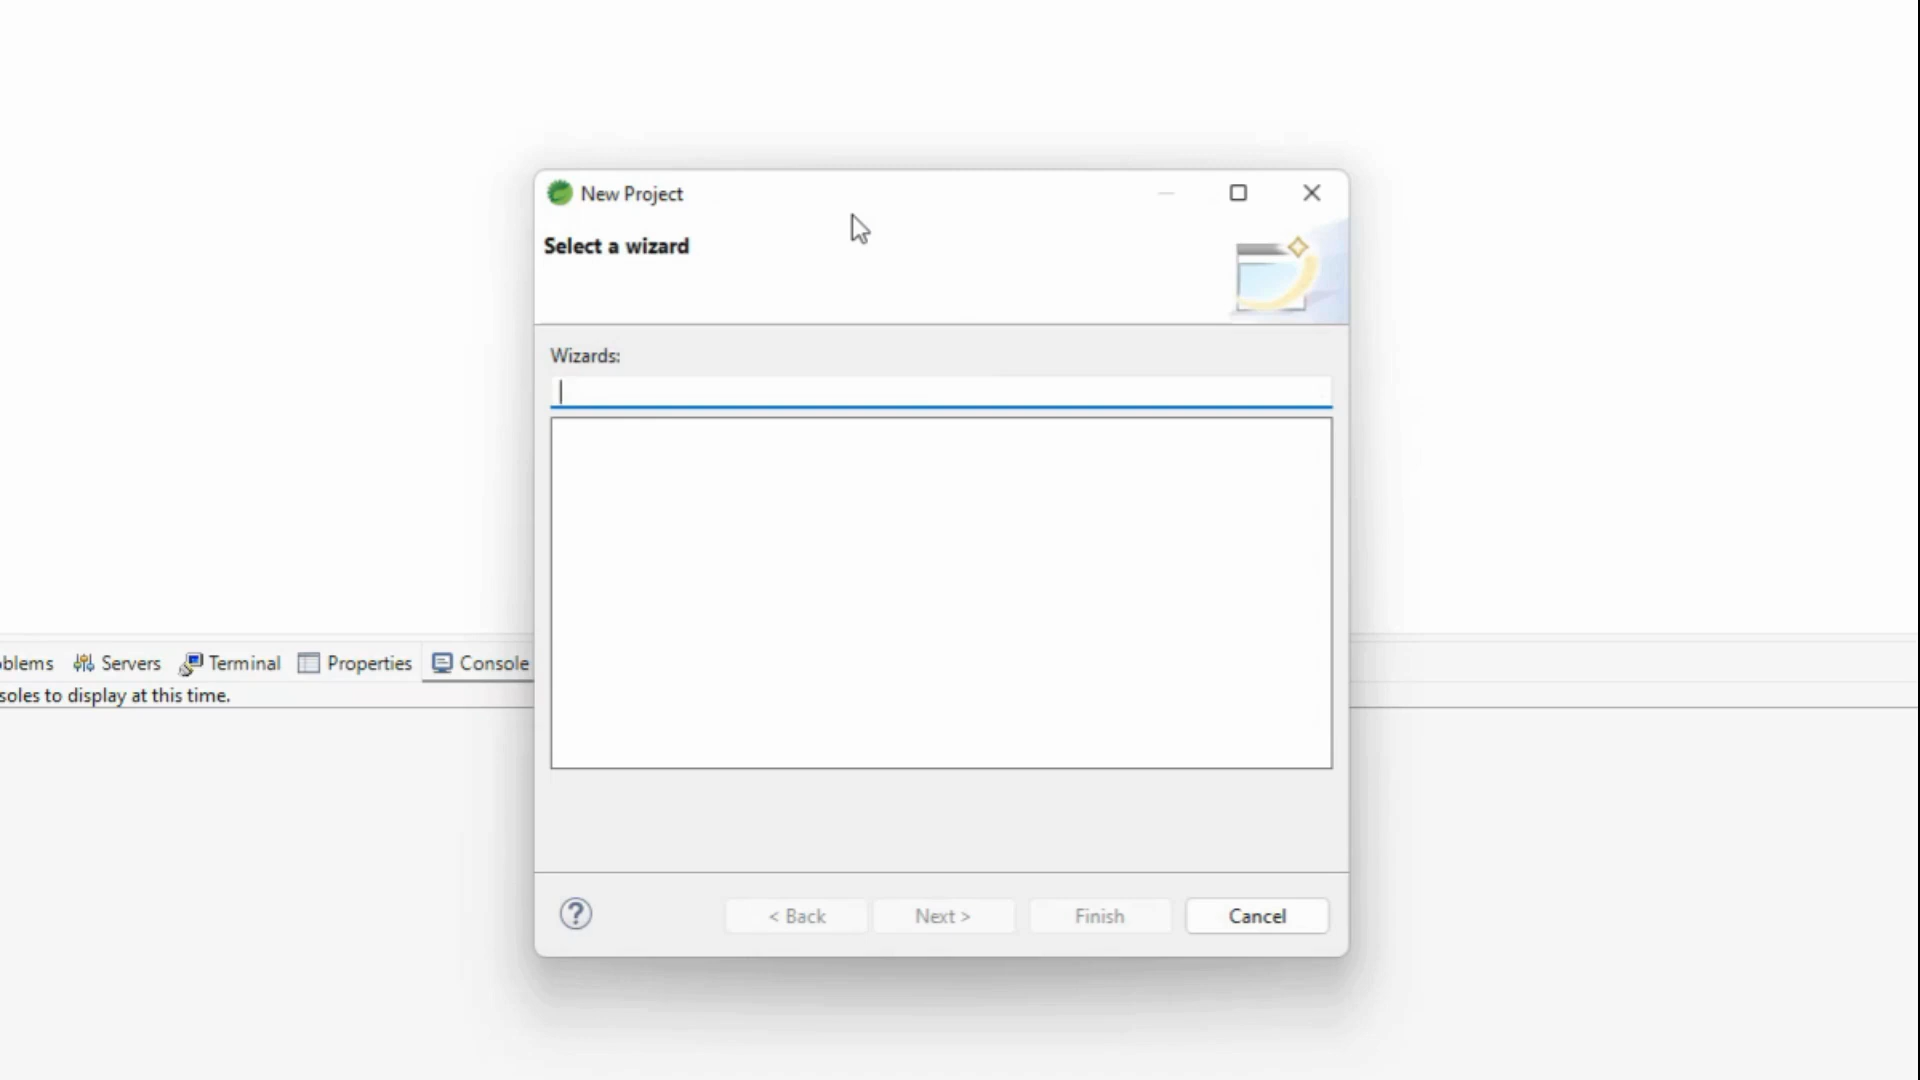 New Project
Select a wizard
Wizards:
oblems Servers Terminal Properties Console
soles to display at this time.
? < Back Next > Finish Cancel